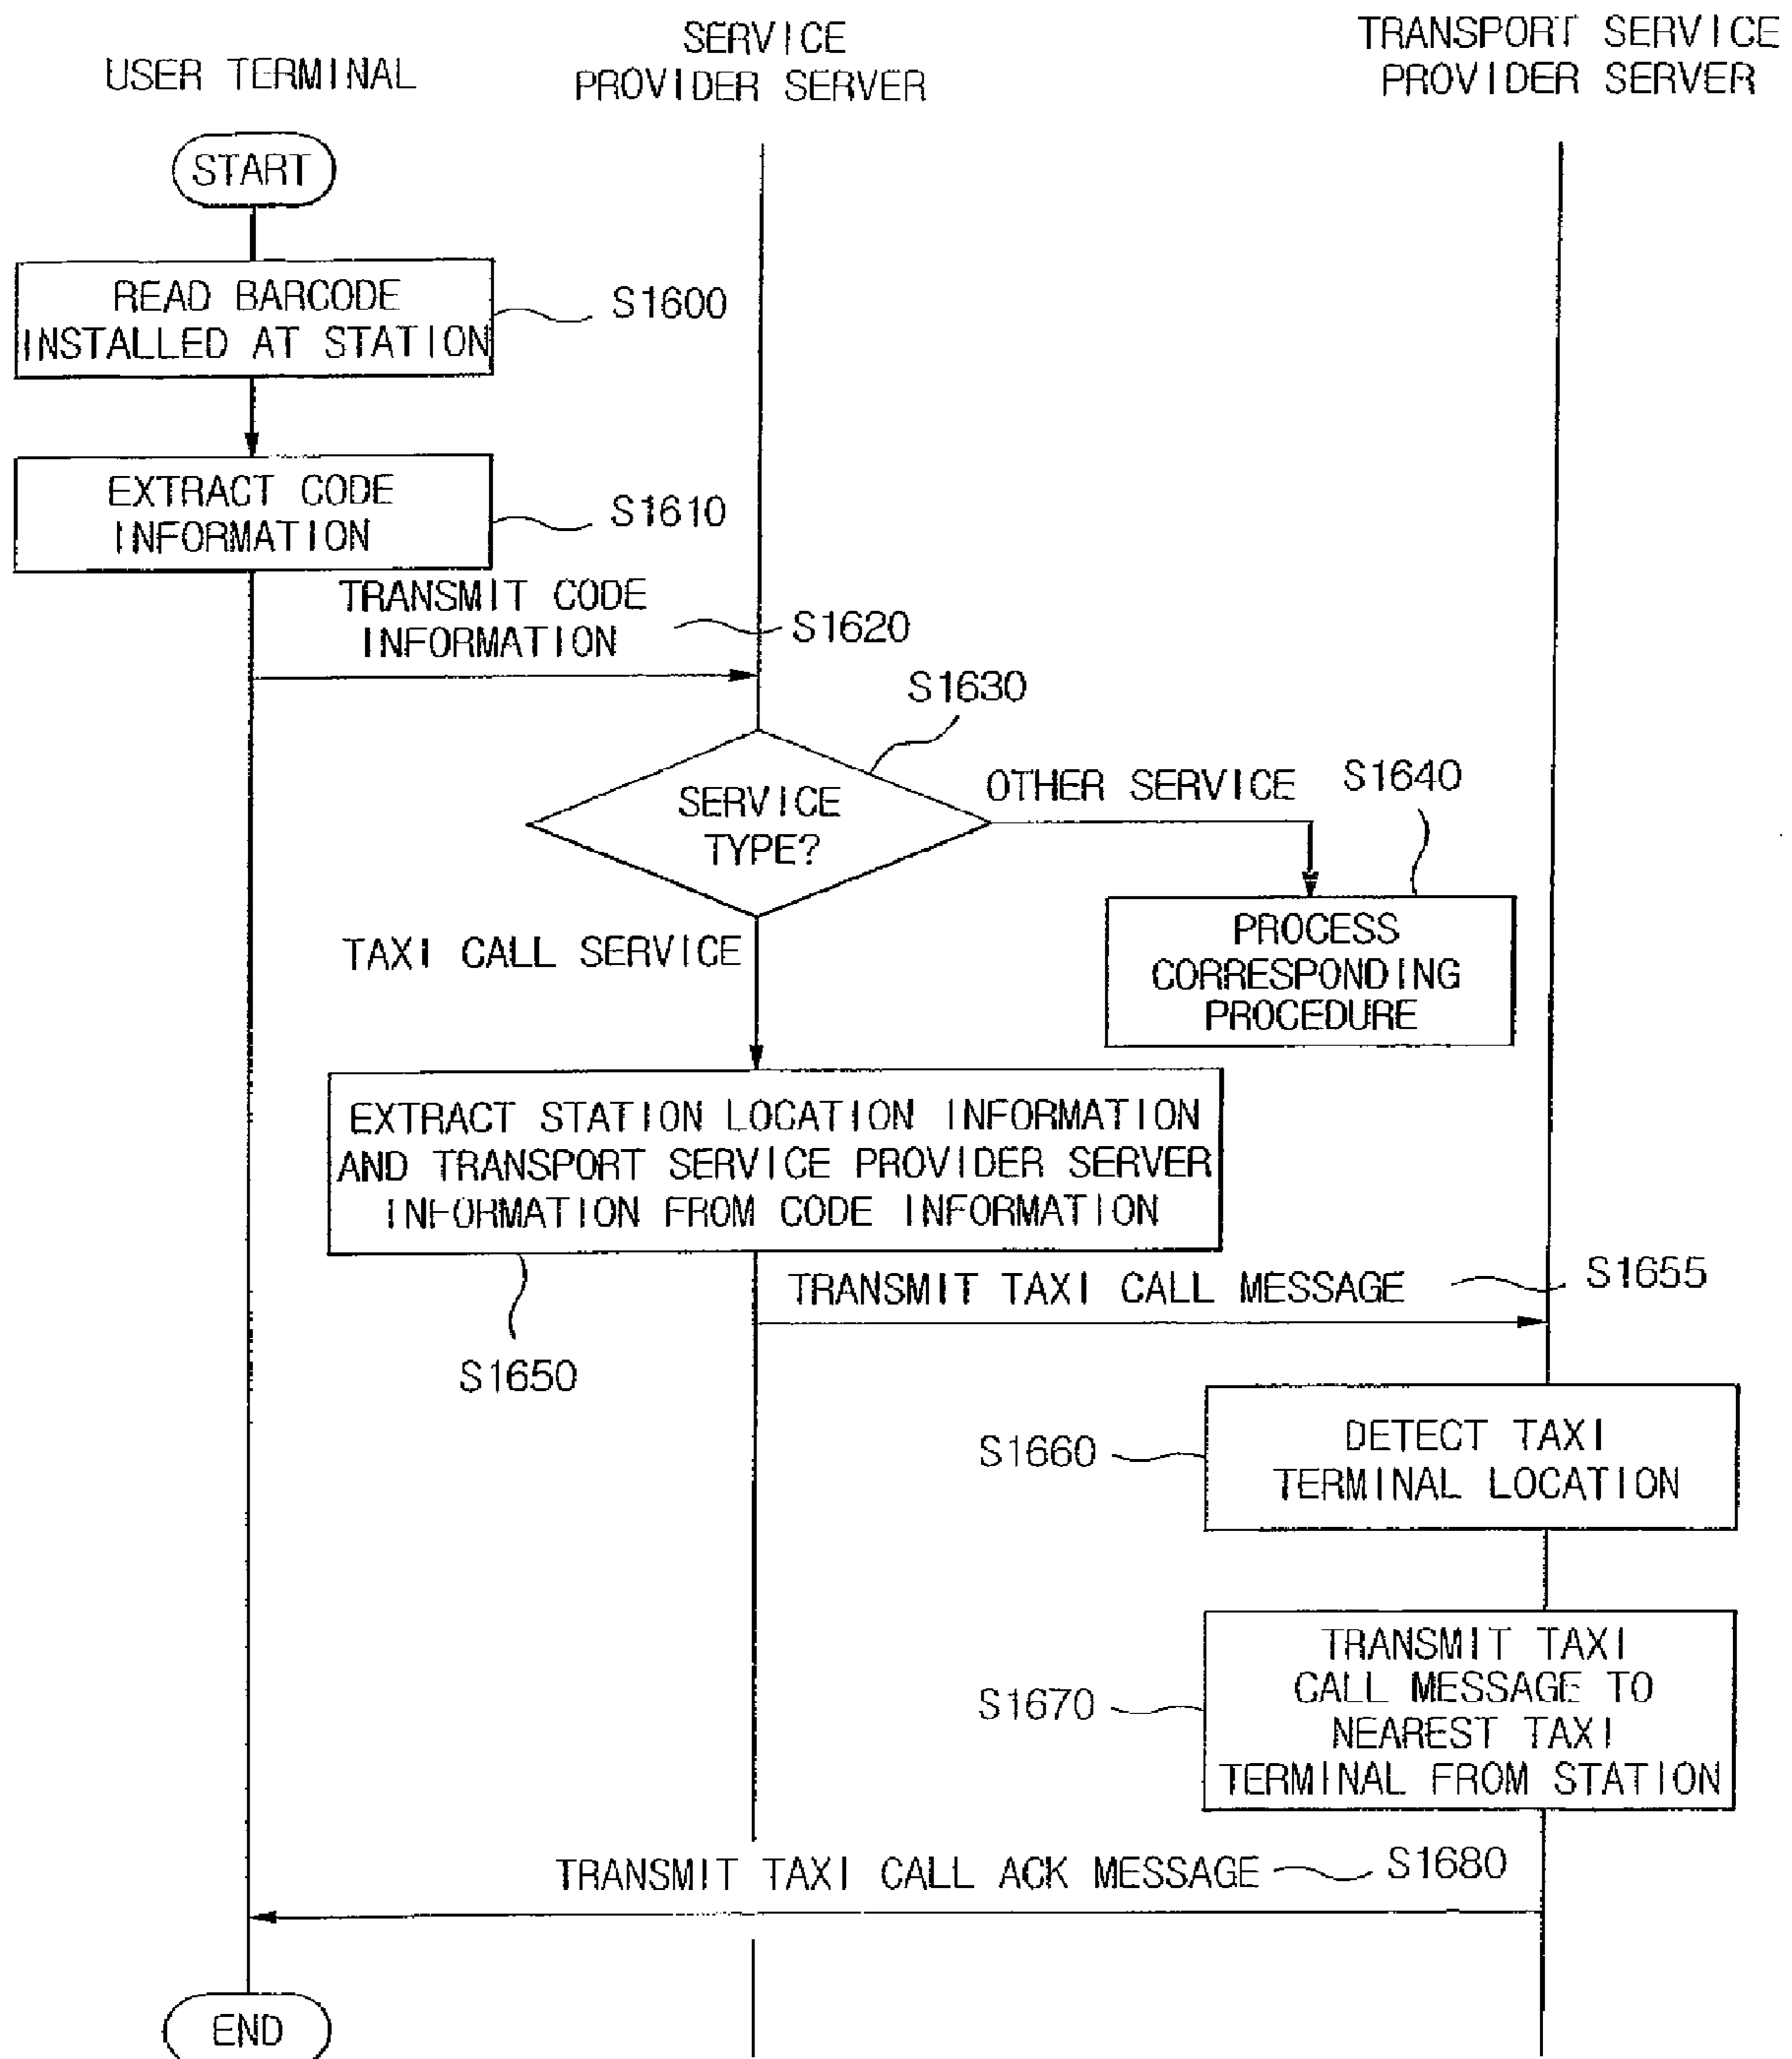 USER TERMINAL
SERVICE
PROVIDER SERVER
TRANSPORT SERVICE
PROVIDER SERVER
START
READ BARCODE
INSTALLED AT STATION
S1600
EXTRACT CODE
INFORMATION
S1610
TRANSMIT CODE
INFORMATION
S1620
S1630
SERVICE
TYPE?
OTHER SERVICE
S1640
PROCESS
CORRESPONDING
PROCEDURE
TAXI CALL SERVICE
EXTRACT STATION LOCATION INFORMATION
AND TRANSPORT SERVICE PROVIDER SERVER
INFORMATION FROM CODE INFORMATION
S1650
TRANSMIT TAXI CALL MESSAGE
S1655
S1660
DETECT TAXI
TERMINAL LOCATION
S1670
TRANSMIT TAXI
CALL MESSAGE TO
NEAREST TAXI
TERMINAL FROM STATION
TRANSMIT TAXI CALL ACK MESSAGE
S1680
END